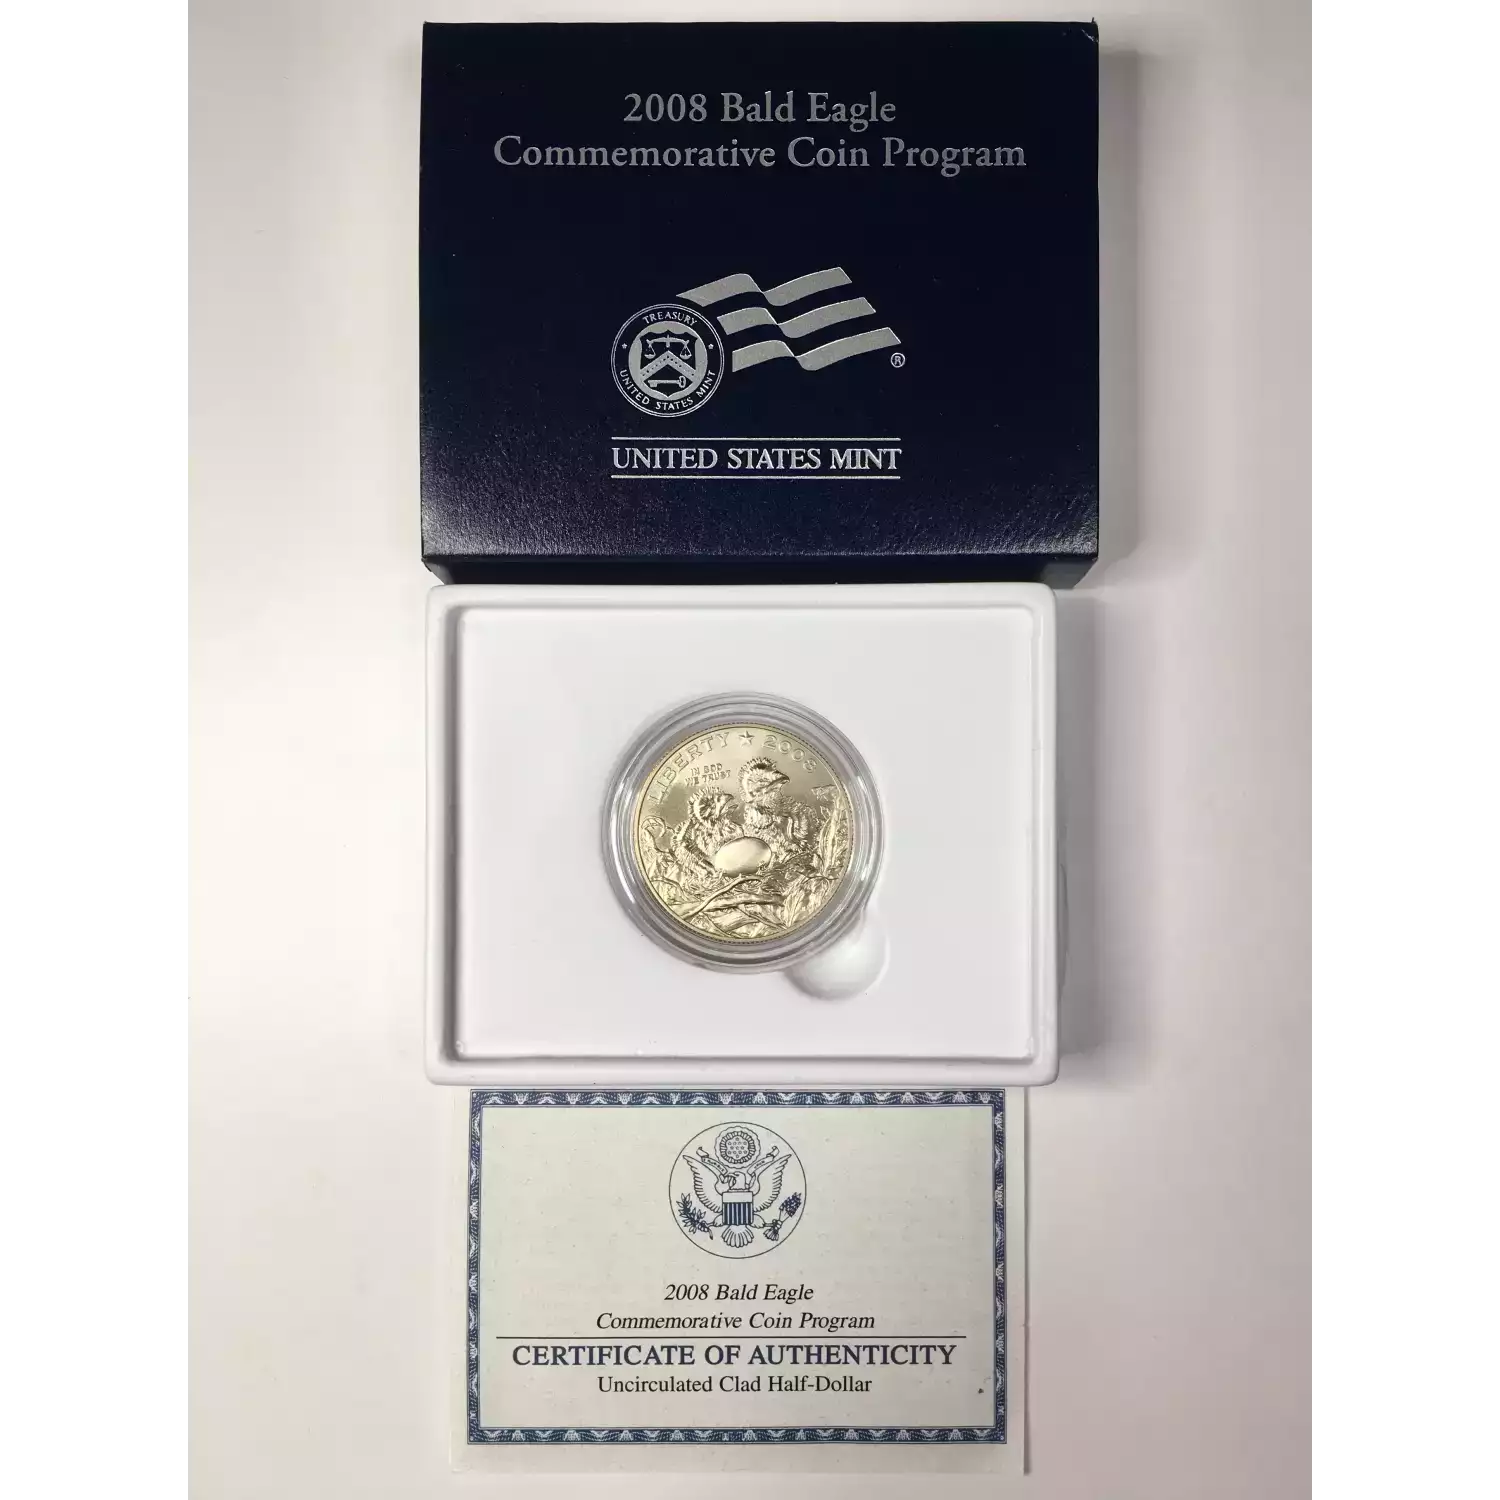 2008 Bald Eagle
Commemorative Coin Program
TREASURY
UNITED STATES MINT
®
UNITED STATES MINT
LIBERTY ★ 2008
IN GOD
WE TRUST
2008 Bald Eagle
Commemorative Coin Program
CERTIFICATE OF AUTHENTICITY
Uncirculated Clad Half-Dollar